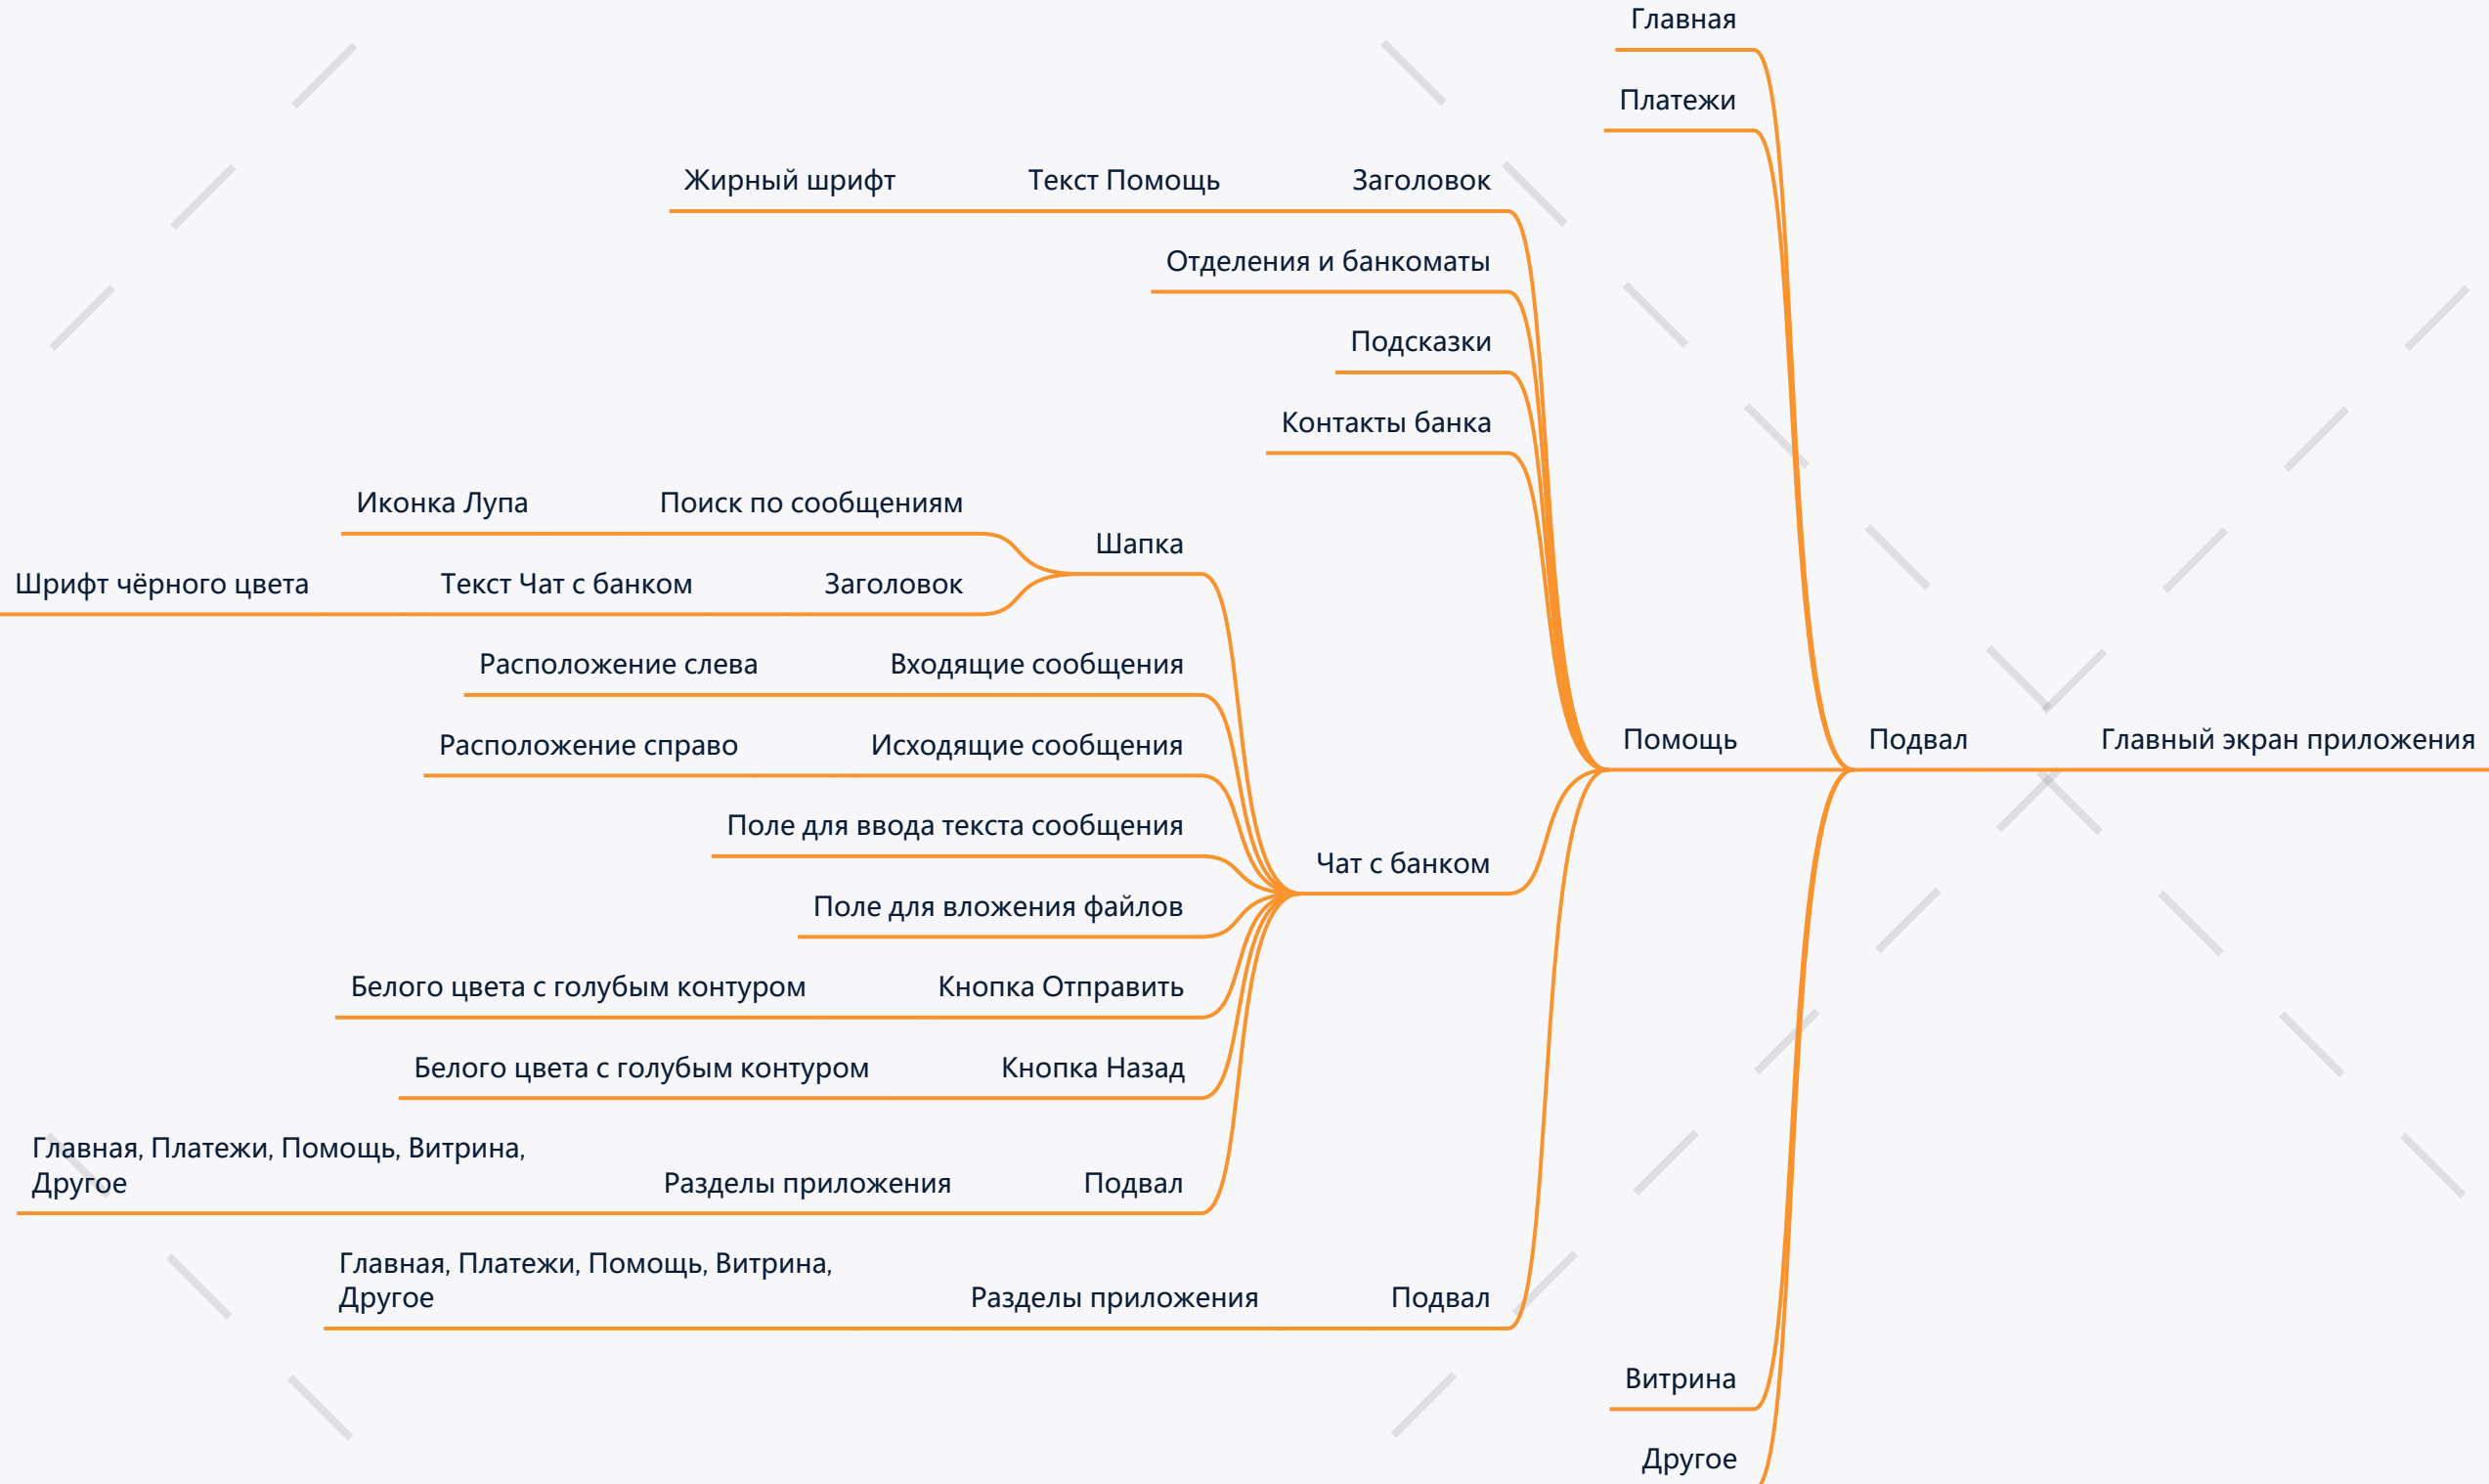 Главная
Платежи
Жирный шрифт Текст Помощь Заголовок
Отделения и банкоматы
Подсказки
Контакты банка
Иконка Лупа Поиск по сообщениям
Шапка
Шрифт чёрного цвета Текст Чат с банком Заголовок
Расположение слева Входящие сообщения
Расположение справо Исходящие сообщения
Помощь Подвал Главный экран приложения
Поле для ввода текста сообщения
Чат с банком
Поле для вложения файлов
Белого цвета с голубым контуром Кнопка Отправить
Белого цвета с голубым контуром Кнопка Назад
Главная, Платежи, Помощь, Витрина,
Другое Разделы приложения Подвал
Главная, Платежи, Помощь, Витрина,
Другое Разделы приложения Подвал
Витрина
Другое